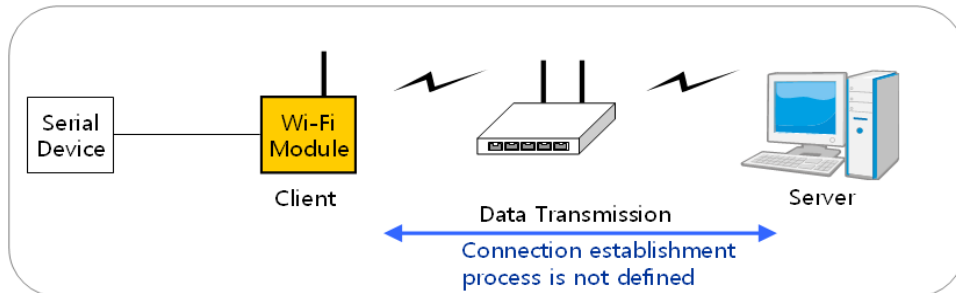 Serial
Device
Wi-Fi
Module
Client
Server
Data Transmission
Connection establishment
process is not defined